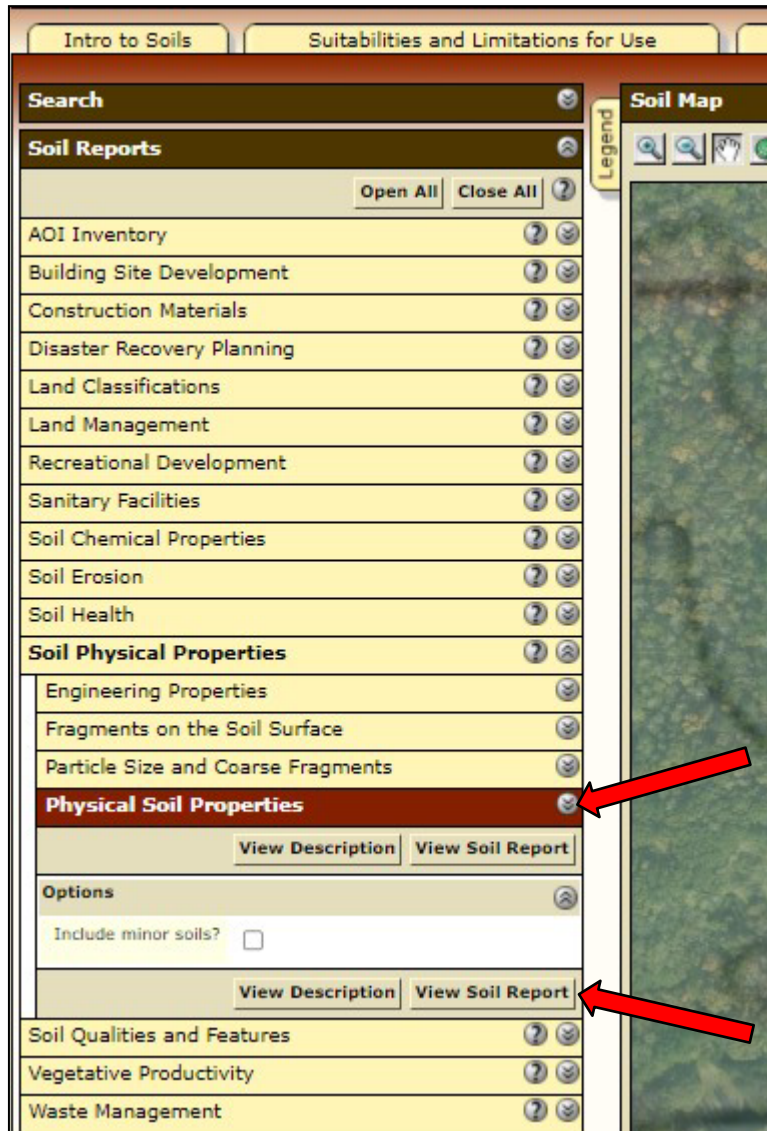 Intro to Soils
Suitabilities and Limitations for Use
Search
Legend
Soil Map
Soil Reports
Open All Close All ?
AOI Inventory ?
Building Site Development ?
Construction Materials ?
Disaster Recovery Planning ?
Land Classifications ?
Land Management ?
Recreational Development ?
Sanitary Facilities ?
Soil Chemical Properties ?
Soil Erosion ?
Soil Health ?
Soil Physical Properties ?
Engineering Properties
Fragments on the Soil Surface
Particle Size and Coarse Fragments
Physical Soil Properties
View Description View Soil Report
Options
Include minor soils?
View Description View Soil Report
Soil Qualities and Features ?
Vegetative Productivity ?
Waste Management ?